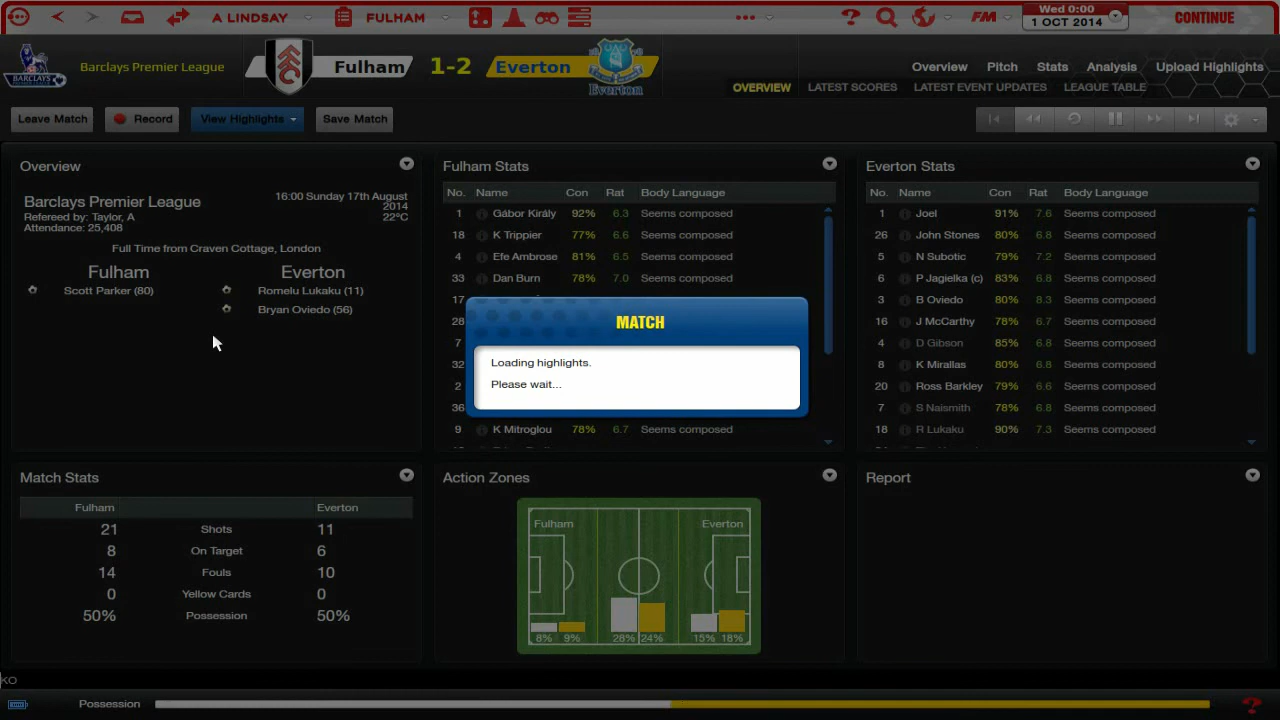 A LINDSAY
FULHAM
FM
Wed 0:00
1 OCT 2014
CONTINUE
BARCLAYS
Barclays Premier League
Fulham
1-2
Everton
Everton
Overview Pitch Stats Analysis Upload Highlights
OVERVIEW LATEST SCORES LATEST EVENT UPDATES LEAGUE TABLE
Leave Match
Record
View Highlights
Save Match
Overview
Barclays Premier League
Refereed by: Taylor, A
Attendance: 25,408
16:00 Sunday 17th August
2014
22°C
Full Time from Craven Cottage, London
Fulham Everton
Scott Parker (80) Romelu Lukaku (11)
Bryan Oviedo (56)
Fulham Stats
No. Name Con Rat Body Language
1 Gábor Király 92% 6.3 Seems composed
18 K Trippier 77% 6.6 Seems composed
4 Efe Ambrose 81% 6.5 Seems composed
33 Dan Burn 78% 7.0 Seems composed
17
28
7
32
2
36
9 K Mitroglou 78% 6.7 Seems composed
MATCH
Loading highlights.
Please wait...
Everton Stats
No. Name Con Rat Body Language
1 Joel 91% 7.6 Seems composed
26 John Stones 80% 6.8 Seems composed
5 N Subotic 79% 7.2 Seems composed
6 P Jagielka (c) 83% 6.8 Seems composed
3 B Oviedo 80% 8.3 Seems composed
16 J McCarthy 78% 6.7 Seems composed
4 D Gibson 85% 6.8 Seems composed
8 K Mirallas 80% 6.8 Seems composed
20 Ross Barkley 79% 6.6 Seems composed
7 S Naismith 78% 6.8 Seems composed
18 R Lukaku 90% 7.3 Seems composed
Match Stats
Fulham Everton
21 Shots 11
8 On Target 6
14 Fouls 10
0 Yellow Cards 0
50% Possession 50%
Action Zones
Fulham Everton
8% 9% 28% 24% 15% 18%
Report
KO
Possession